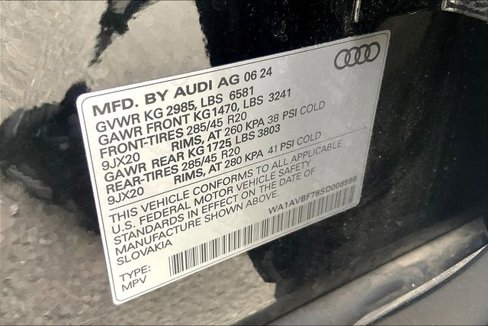 MFD. BY AUDI AG 06 24
GVWR KG 2985, LBS 6581
GAWR FRONT KG1470, LBS 3241
FRONT-TIRES 285/45 R20
9JX20 RIMS, AT 260 KPA 38 PSI COLD
GAWR REAR KG 1725 LBS 3803
REAR-TIRES 285/45 R20
9JX20 RIMS, AT 280 KPA 41 PSI COLD
THIS VEHICLE CONFORMS TO ALL APPLICABLE
U.S. FEDERAL MOTOR VEHICLE SAFETY
STANDARDS IN EFFECT ON THE DATE OF
MANUFACTURE SHOWN ABOVE.
SLOVAKIA
WA1AVBF78SD006588
TYPE:
MPV